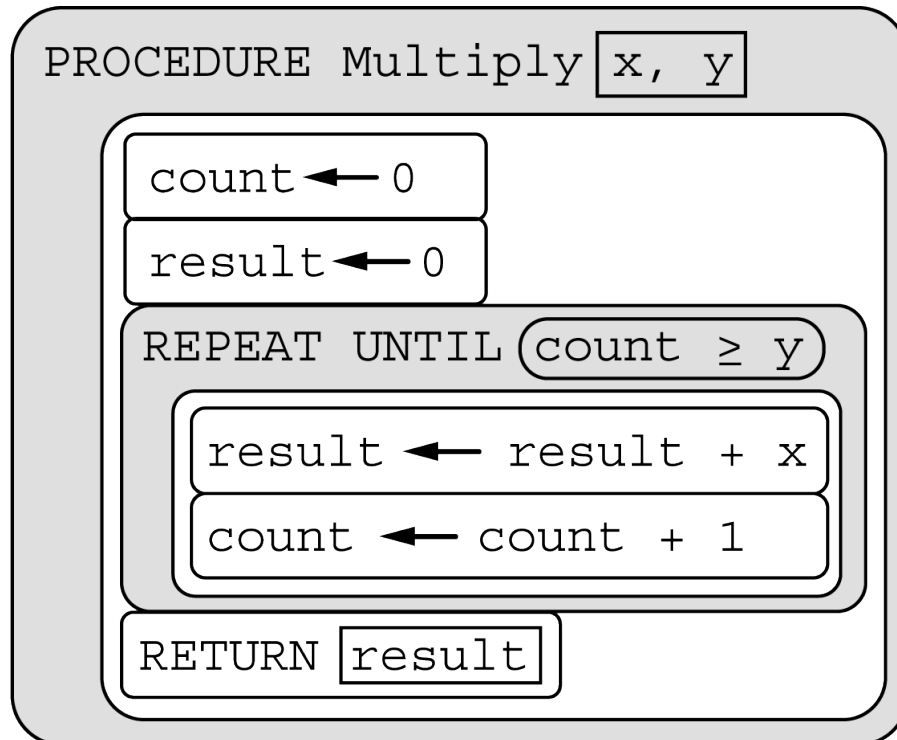 PROCEDURE Multiply x, y
count ← 0
result ← 0
REPEAT UNTIL count ≥ y
result ← result + x
count ← count + 1
RETURN result